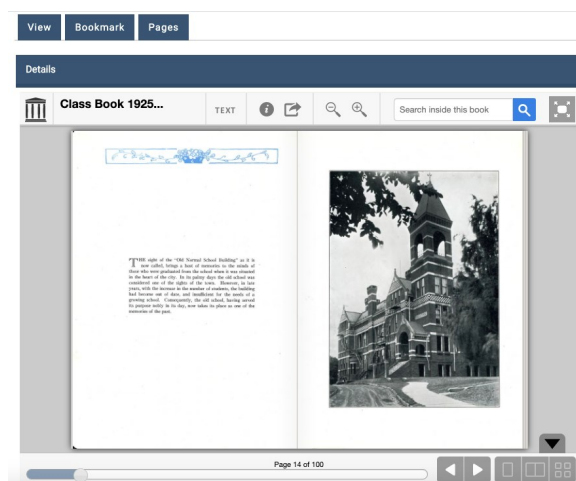 View Bookmark Pages
Details
Class Book 1925... TEXT Search inside this book
THE sight of the "Old Normal School Building" as it is
now called, brings a host of memories to the minds of
those who were graduated from the school when it was situated
in the heart of the city. In its palmy days the old school was
considered one of the sights of the town. However, in late
years, with the increase in the number of students, the building
had become out of date, and insufficient for the needs of a
growing school. Consequently, the old school, having served
its purpose nobly in its day, now takes its place as one of the
memories of the past.
Page 14 of 100